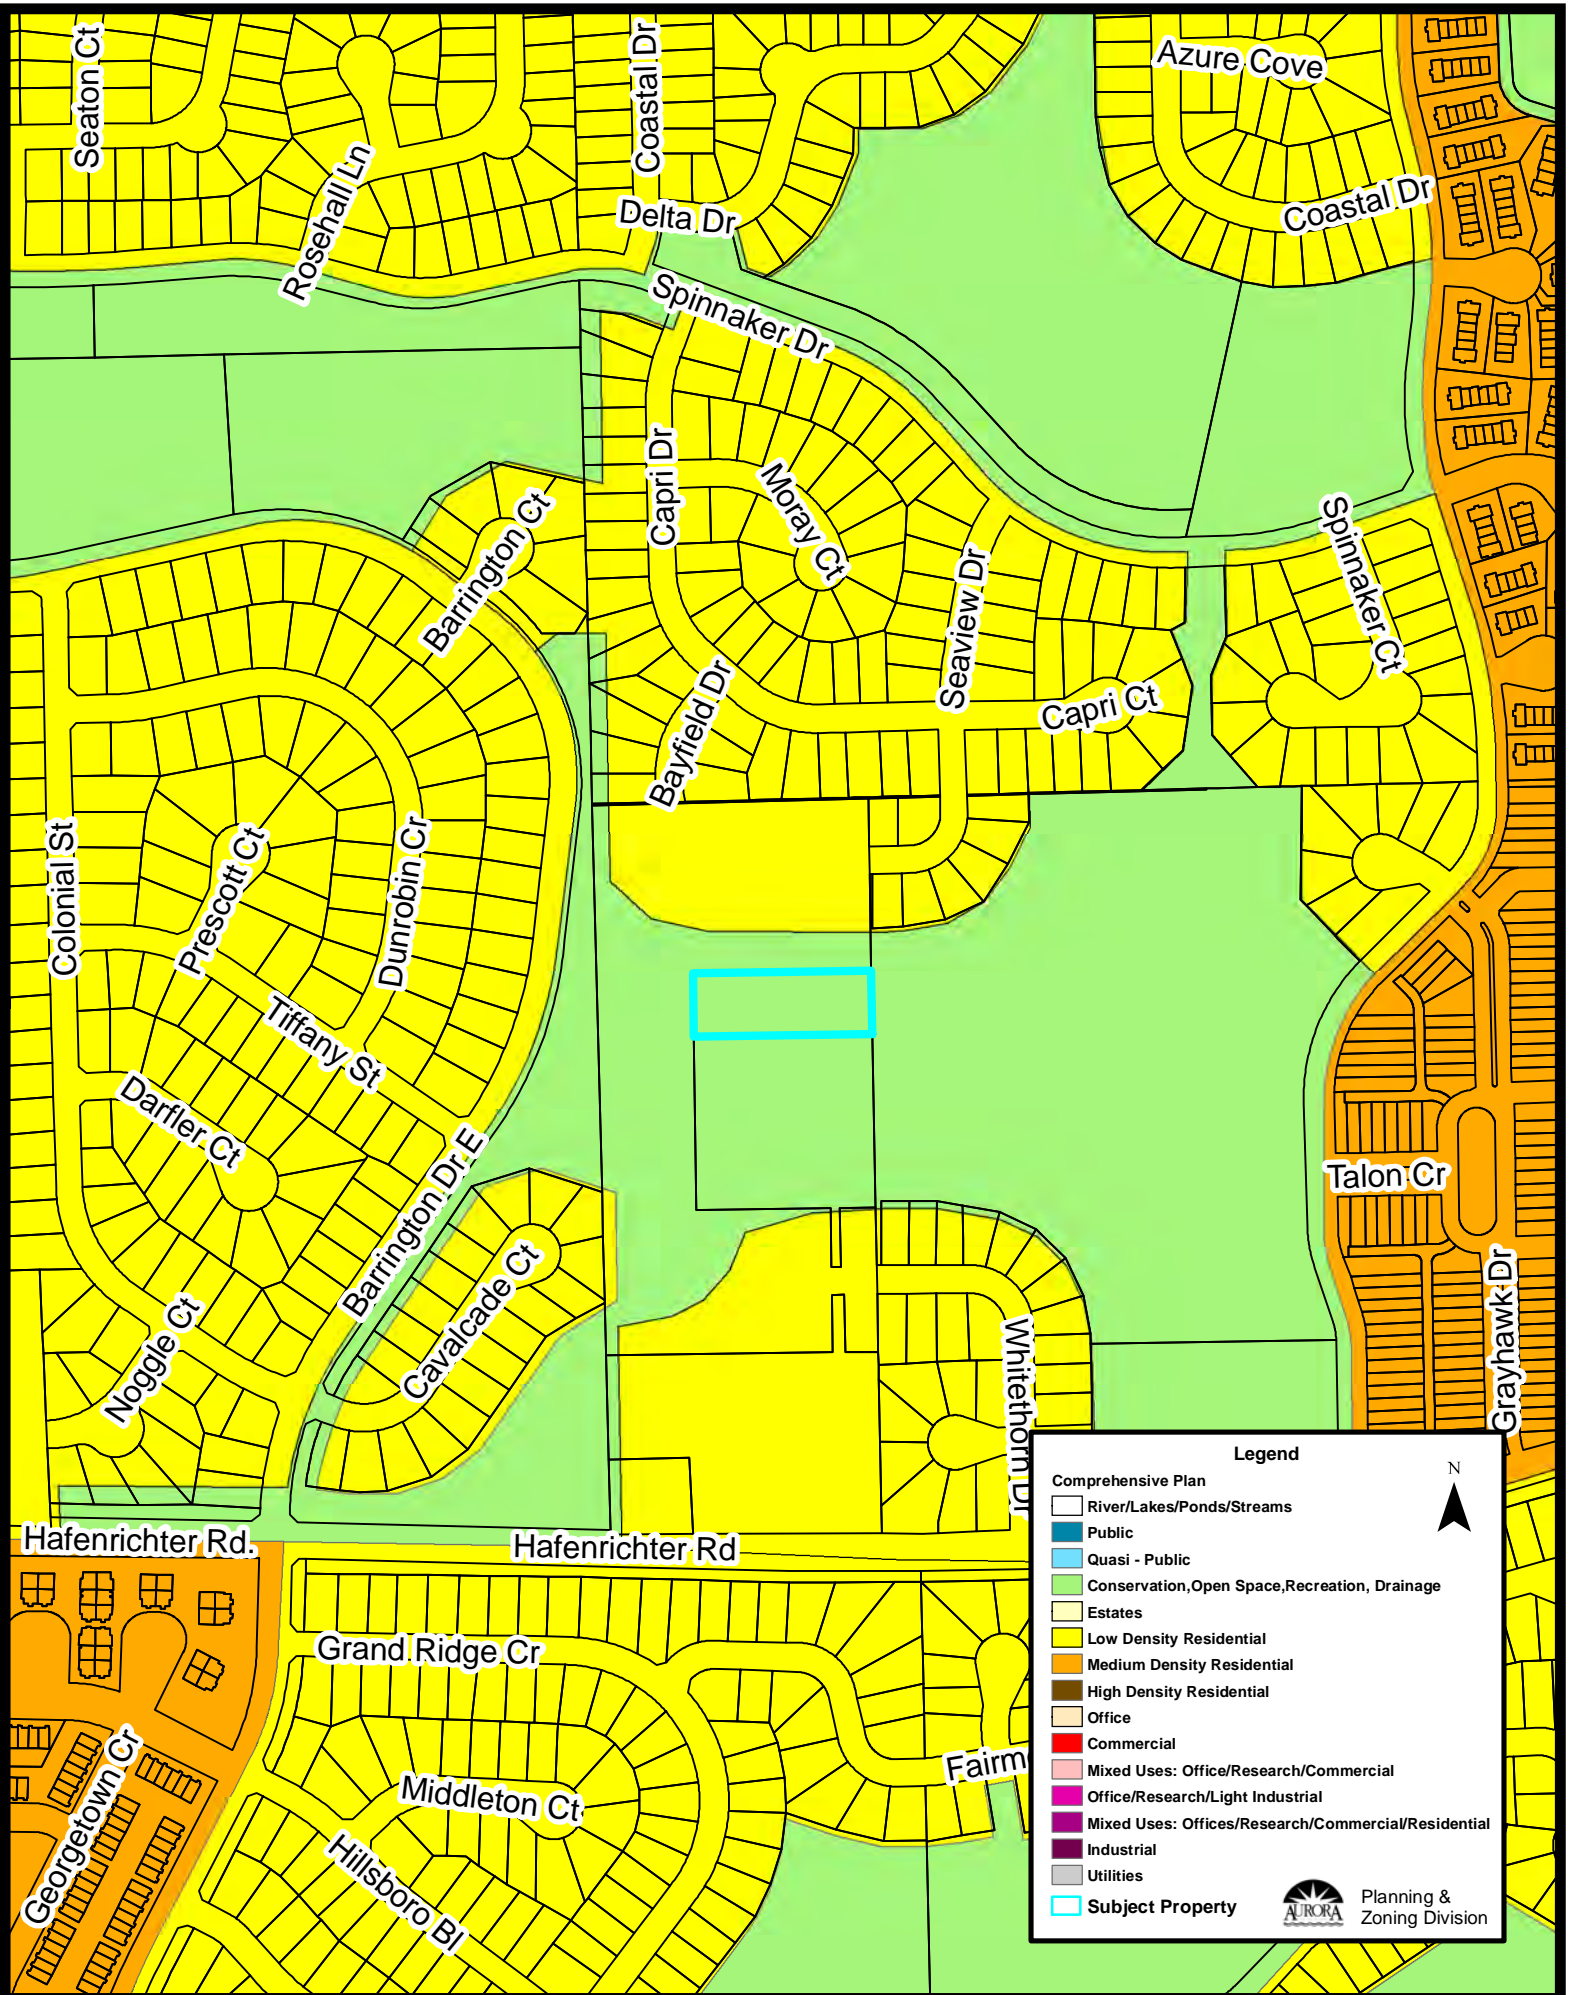 Seaton Ct
Coastal Dr
Azure Cove
Rosehall Ln
Delta Dr
Coastal Dr
Spinnaker Dr
Capri Dr
Moray Ct
Barrington Ct
Spinnaker Ct
Seaview Dr
Bayfield Dr
Capri Ct
Colonial St
Prescott Ct
Dunrobin Cr
Tiffany St
Darfler Ct
Barrington Dr E
Talon Cr
Cavalcade Ct
Noggle Ct
Whitethorn Dr
Grayhawk Dr
Hafenrichter Rd.
Hafenrichter Rd
Grand Ridge Cr
Fairm
Middleton Ct
Georgetown Cr
Hillsboro Bl
Legend
N
Comprehensive Plan
River/Lakes/Ponds/Streams
Public
Quasi - Public
Conservation,Open Space,Recreation, Drainage
Estates
Low Density Residential
Medium Density Residential
High Density Residential
Office
Commercial
Mixed Uses: Office/Research/Commercial
Office/Research/Light Industrial
Mixed Uses: Offices/Research/Commercial/Residential
Industrial
Utilities
Subject Property
AURORA
Planning &
Zoning Division